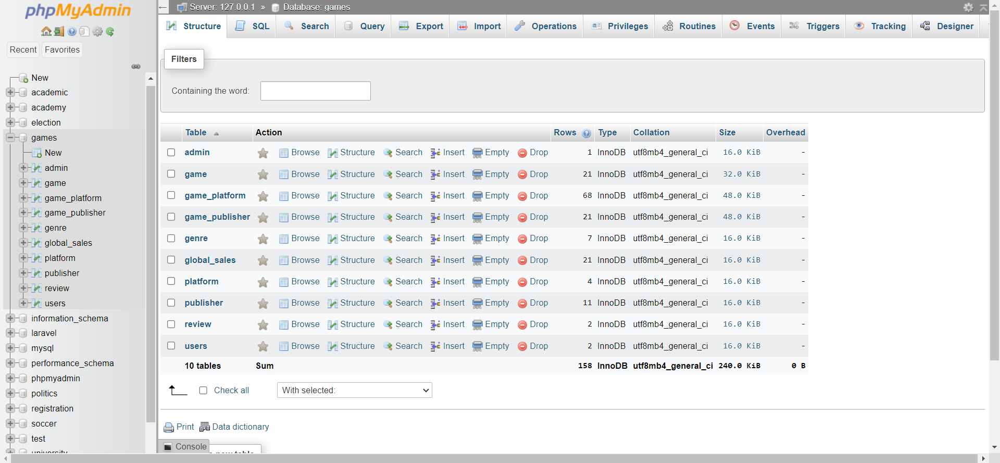 phpMyAdmin
Recent Favorites
New
academic
academy
election
games
New
admin
game
game_platform
game_publisher
genre
global_sales
platform
publisher
review
users
information_schema
laravel
mysql
performance_schema
phpmyadmin
politics
registration
soccer
test
university
Server: 127.0.0.1 » Database: games
Structure SQL Search Query Export Import Operations Privileges Routines Events Triggers Tracking Designer
Filters
Containing the word:
Table Action Rows Type Collation Size Overhead
admin Browse Structure Search Insert Empty Drop 1 InnoDB utf8mb4_general_ci 16.0 KiB -
game Browse Structure Search Insert Empty Drop 21 InnoDB utf8mb4_general_ci 32.0 KiB -
game_platform Browse Structure Search Insert Empty Drop 68 InnoDB utf8mb4_general_ci 48.0 KiB -
game_publisher Browse Structure Search Insert Empty Drop 21 InnoDB utf8mb4_general_ci 48.0 KiB -
genre Browse Structure Search Insert Empty Drop 7 InnoDB utf8mb4_general_ci 16.0 KiB -
global_sales Browse Structure Search Insert Empty Drop 21 InnoDB utf8mb4_general_ci 16.0 KiB -
platform Browse Structure Search Insert Empty Drop 4 InnoDB utf8mb4_general_ci 16.0 KiB -
publisher Browse Structure Search Insert Empty Drop 11 InnoDB utf8mb4_general_ci 16.0 KiB -
review Browse Structure Search Insert Empty Drop 2 InnoDB utf8mb4_general_ci 16.0 KiB -
users Browse Structure Search Insert Empty Drop 2 InnoDB utf8mb4_general_ci 16.0 KiB -
10 tables Sum 158 InnoDB utf8mb4_general_ci 240.0 KiB 0 B
Check all With selected:
Print Data dictionary
Console
new table